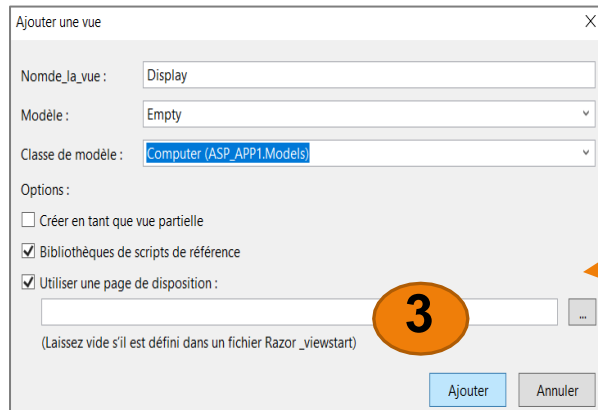 Ajouter une vue
Nomde_la_vue : Display
Modèle : Empty
Classe de modèle : Computer (ASP_APP1.Models)
Options :
Créer en tant que vue partielle
Bibliothèques de scripts de référence
Utiliser une page de disposition :
3
...
(Laissez vide s'il est défini dans un fichier Razor _viewstart)
Ajouter Annuler